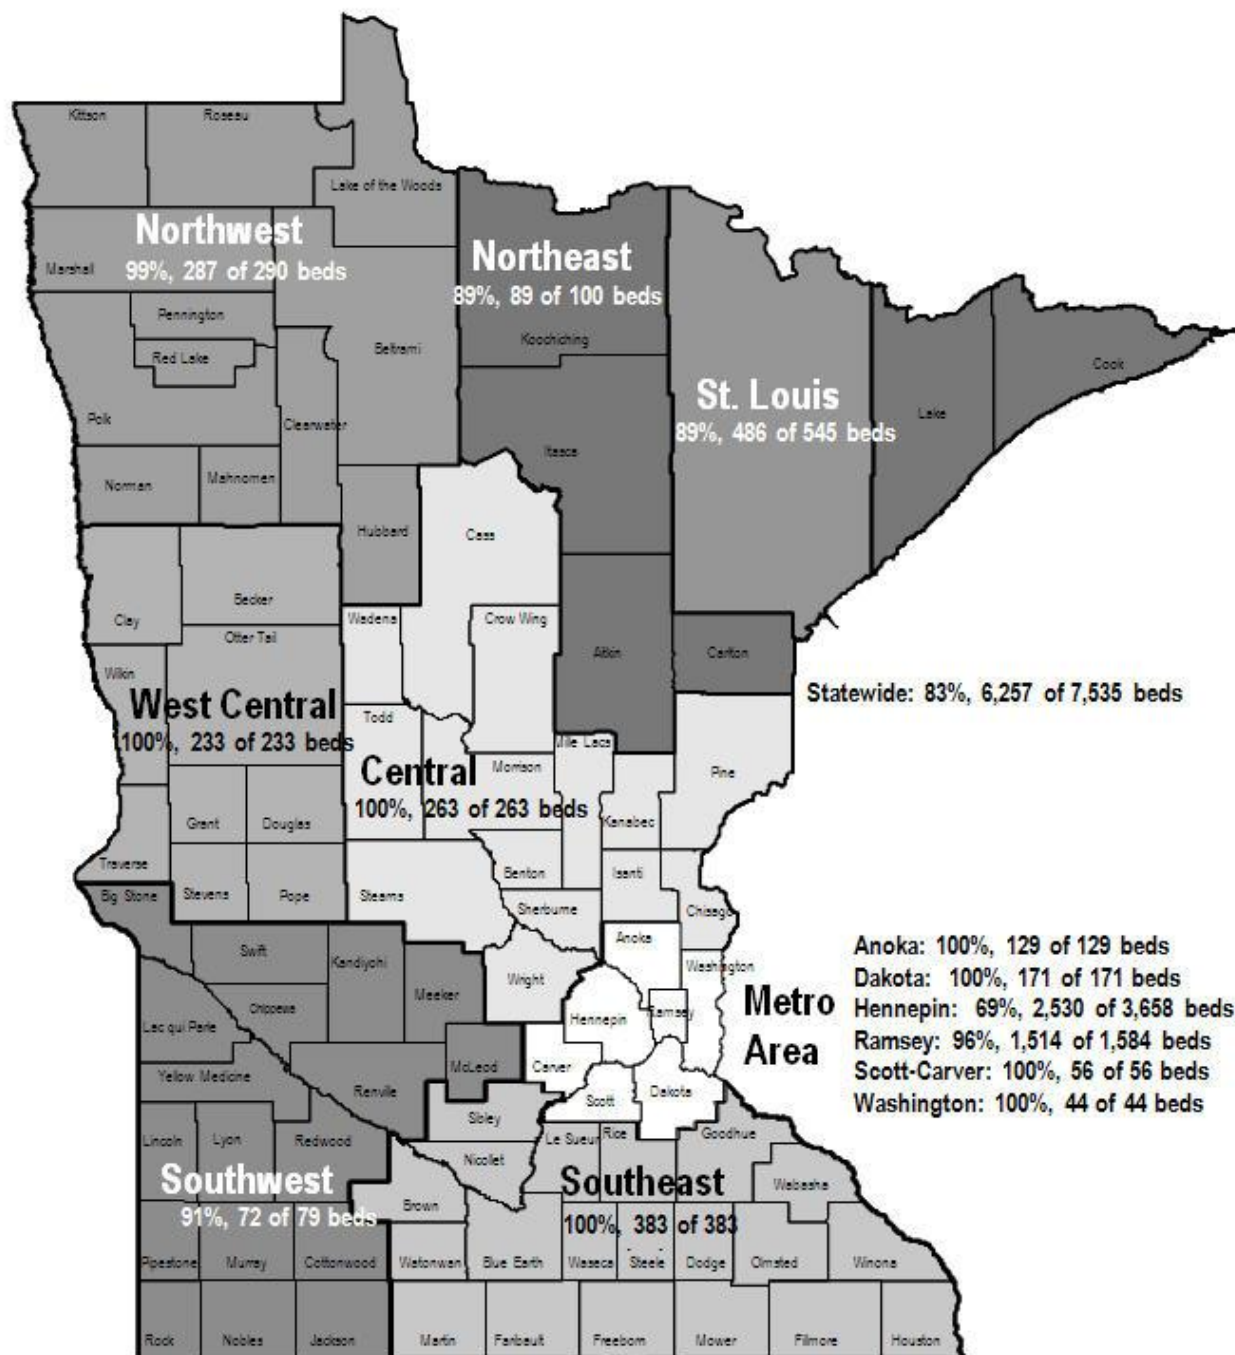 Kittson
Roseau
Lake of the Woods
Northwest
Marshall
99%, 287 of 290 beds
Northeast
89%, 89 of 100 beds
Pennington
Koochiching
Beltrami
Red Lake
Cook
St. Louis
89%, 486 of 545 beds
Lake
Polk
Clearwater
Itasca
Norman
Mahnomen
Hubbard
Cass
Becker
Clay
Wadena
Crow Wing
Otter Tail
Aitkin
Carlton
Wilkin
Statewide: 83%, 6,257 of 7,535 beds
West Central
100%, 233 of 233 beds
Todd
Mille Lacs
Central
Morrison
Pine
100%, 263 of 263 beds
Grant
Douglas
Kanabec
Traverse
Benton
Isanti
Big Stone
Stevens
Pope
Stearns
Sherburne
Chisago
Anoka
Swift
Kandiyohi
Wright
Washington
Meeker
Chippewa
Metro
Area
Anoka: 100%, 129 of 129 beds
Dakota: 100%, 171 of 171 beds
Hennepin: 69%, 2,530 of 3,658 beds
Ramsey: 96%, 1,514 of 1,584 beds
Scott-Carver: 100%, 56 of 56 beds
Washington: 100%, 44 of 44 beds
Hennepin
Ramsey
Lac qui Parle
McLeod
Carver
Yellow Medicine
Renville
Scott
Dakota
Sibley
Lincoln
Lyon
Redwood
Le Sueur
Rice
Goodhue
Nicollet
Southwest
91%, 72 of 79 beds
Southeast
100%, 383 of 383
Wabasha
Brown
Pipestone
Murray
Cottonwood
Watonwan
Blue Earth
Waseca
Steele
Dodge
Olmsted
Winona
Rock
Nobles
Jackson
Martin
Faribault
Freeborn
Mower
Fillmore
Houston